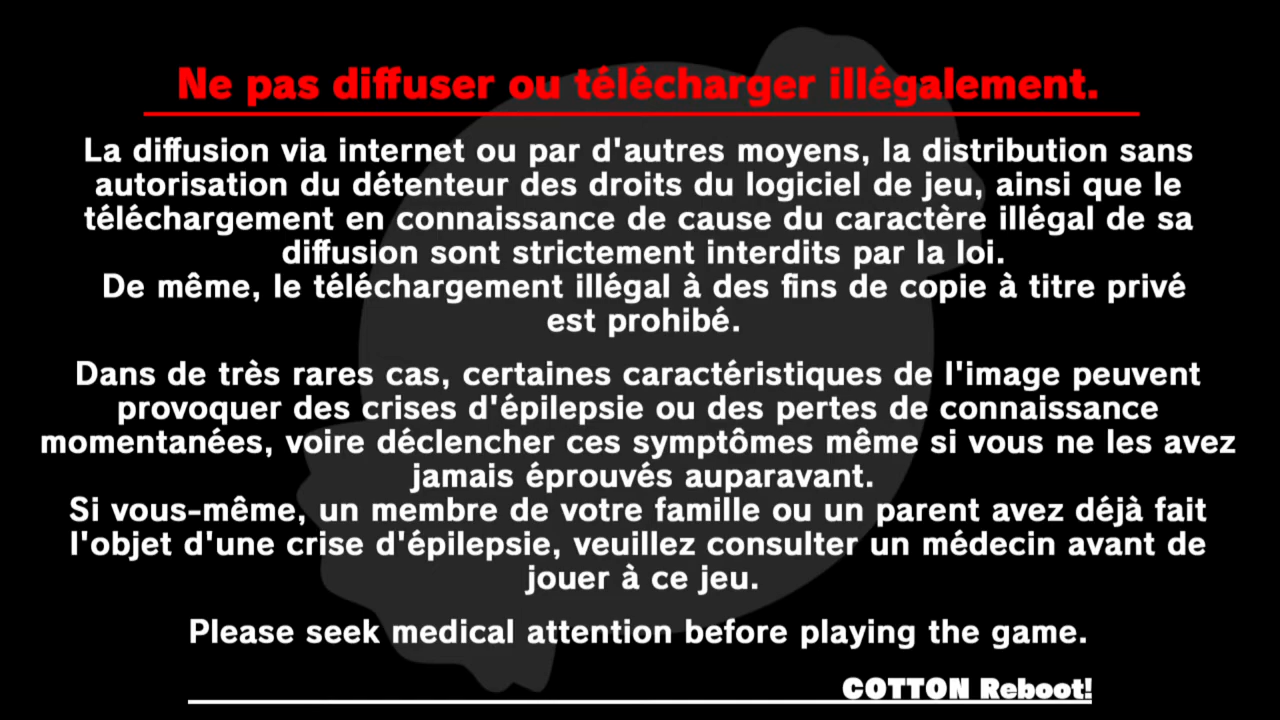 Ne pas diffuser ou télécharger illégalement.
La diffusion via internet ou par d'autres moyens, la distribution sans
autorisation du détenteur des droits du logiciel de jeu, ainsi que le
téléchargement en connaissance de cause du caractère illégal de sa
diffusion sont strictement interdits par la loi.
De même, le téléchargement illégal à des fins de copie à titre privé
est prohibé.
Dans de très rares cas, certaines caractéristiques de l'image peuvent
provoquer des crises d'épilepsie ou des pertes de connaissance
momentanées, voire déclencher ces symptômes même si vous ne les avez
jamais éprouvés auparavant.
Si vous-même, un membre de votre famille ou un parent avez déjà fait
l'objet d'une crise d'épilepsie, veuillez consulter un médecin avant de
jouer à ce jeu.
Please seek medical attention before playing the game.
COTTON Reboot!